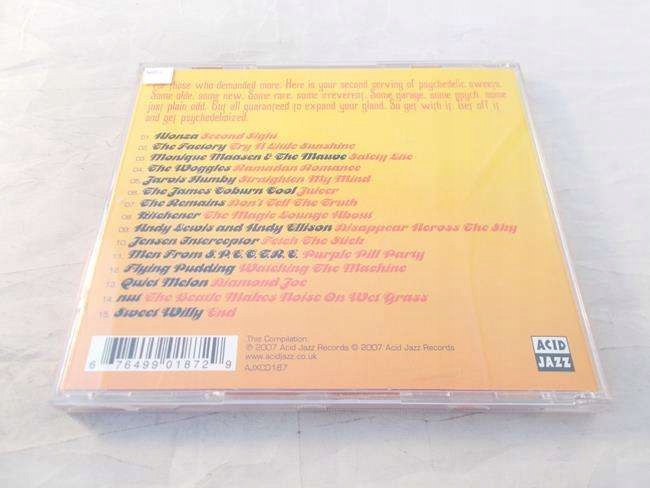 For those who demanded more. Here is your second serving of psychedelic sweets.
Some olde, some new. Some rare, some irreverent. Some garage, some psych, some
just plain odd. But all guaranteed to expand your gland. So get with it. Get off it
and get psychedelicized.
01. Wonza Second Sight
02. The Factory Try A Little Sunshine
03. Monique Maasen & The Mauve Safely Lie
04. The Woggles Ramadan Romance
05. Jarvis Humby Straighten My Mind
06. The James Coburn Cool Juicer
07. The Remains Don't Tell The Truth
08. Kitchener The Magic Lounge About
09. Andy Lewis and Andy Ellison Disappear Across The Sky
10. Jensen Interceptor Fetch The Stick
11. Men From S.P.E.C.T.R.E. Purple Pill Party
12. Flying Pudding Watching The Machine
13. Quiet Melon Diamond Joe
14. nut The Beade Makes Noise On Wet Grass
15. Sweet Willy End
This Compilation:
℗ 2007 Acid Jazz Records © 2007 Acid Jazz Records
www.acidjazz.co.uk
AJXCD187
6 76499 01872 9
ACID
JAZZ